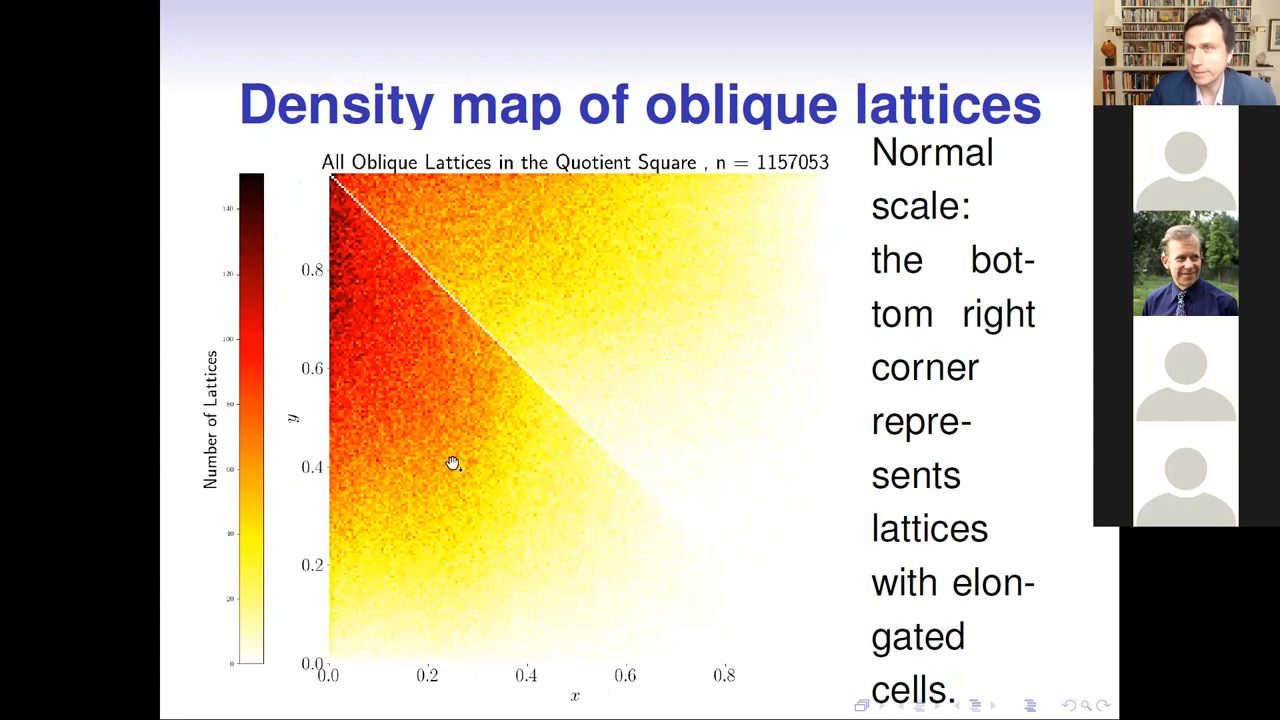 Density map of oblique lattices
All Oblique Lattices in the Quotient Square , n = 1157053
Normal
scale:
the bot-
tom right
corner
repre-
sents
lattices
with elon-
gated
cells.
Number of Lattices
140
120
100
80
60
40
20
0
y
0.8
0.6
0.4
0.2
0.0
0.0 0.2 0.4 0.6 0.8
x